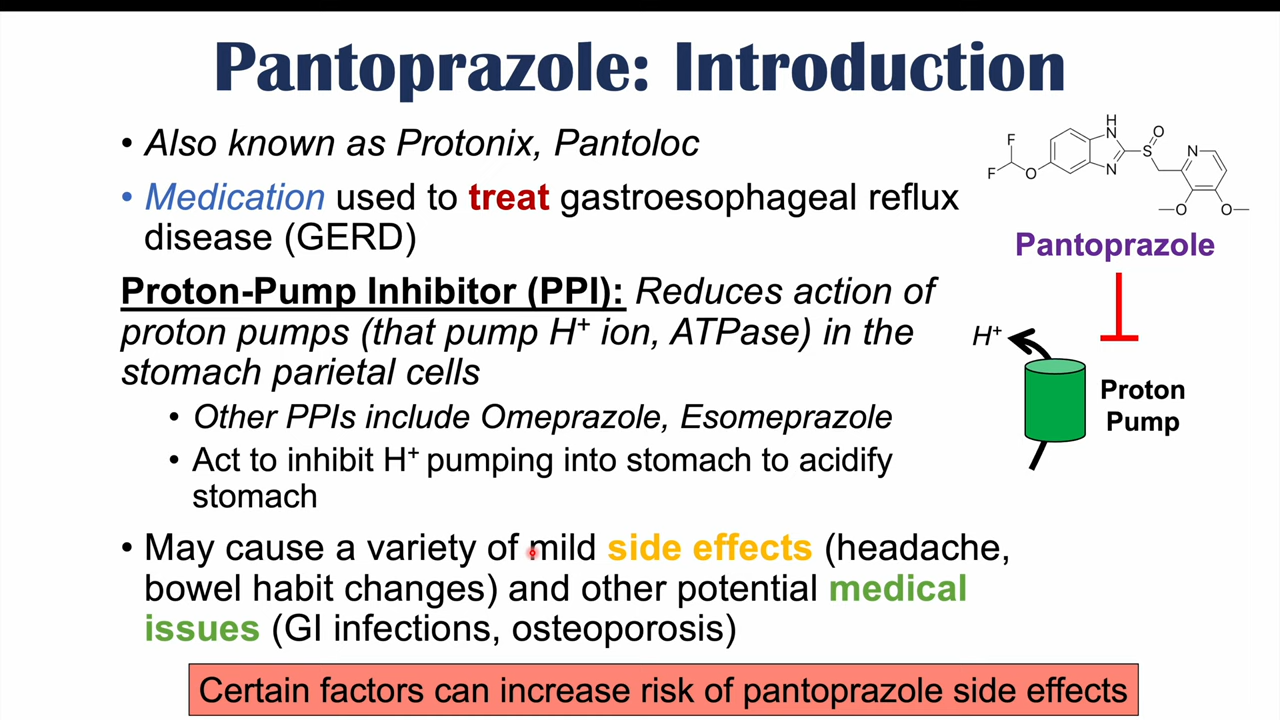 Pantoprazole: Introduction
• Also known as Protonix, Pantoloc
• Medication used to treat gastroesophageal reflux
disease (GERD)
Proton-Pump Inhibitor (PPI): Reduces action of
proton pumps (that pump H⁺ ion, ATPase) in the
stomach parietal cells
• Other PPIs include Omeprazole, Esomeprazole
• Act to inhibit H⁺ pumping into stomach to acidify
stomach
• May cause a variety of mild side effects (headache,
bowel habit changes) and other potential medical
issues (GI infections, osteoporosis)
Certain factors can increase risk of pantoprazole side effects
H
N
N
S
O
N
F
F
O
O
O
Pantoprazole
H⁺
Proton
Pump